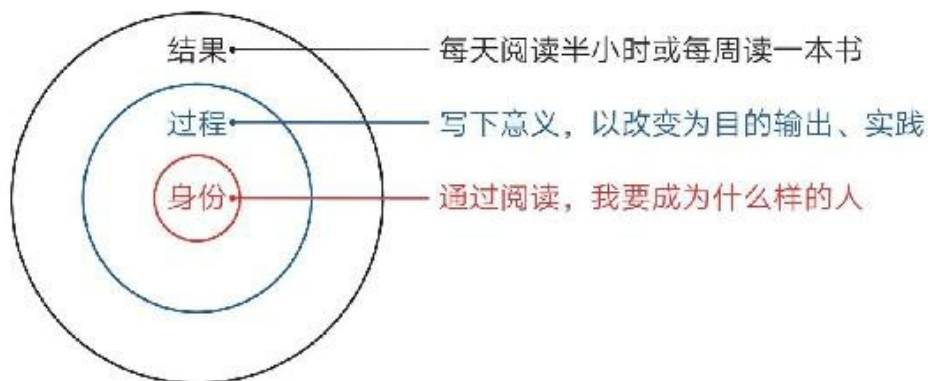 结果 每天阅读半小时或每周读一本书
过程 写下意义，以改变为目的输出、实践
身份 通过阅读，我要成为什么样的人